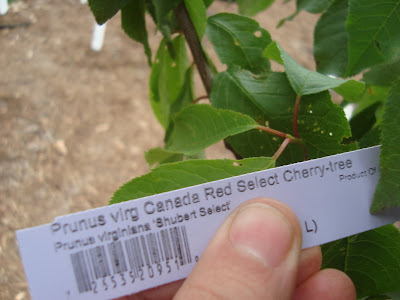 Prunus virg Canada Red Select Cherry-tree
Prunus virginiana 'Shubert Select'
Product Of
L)